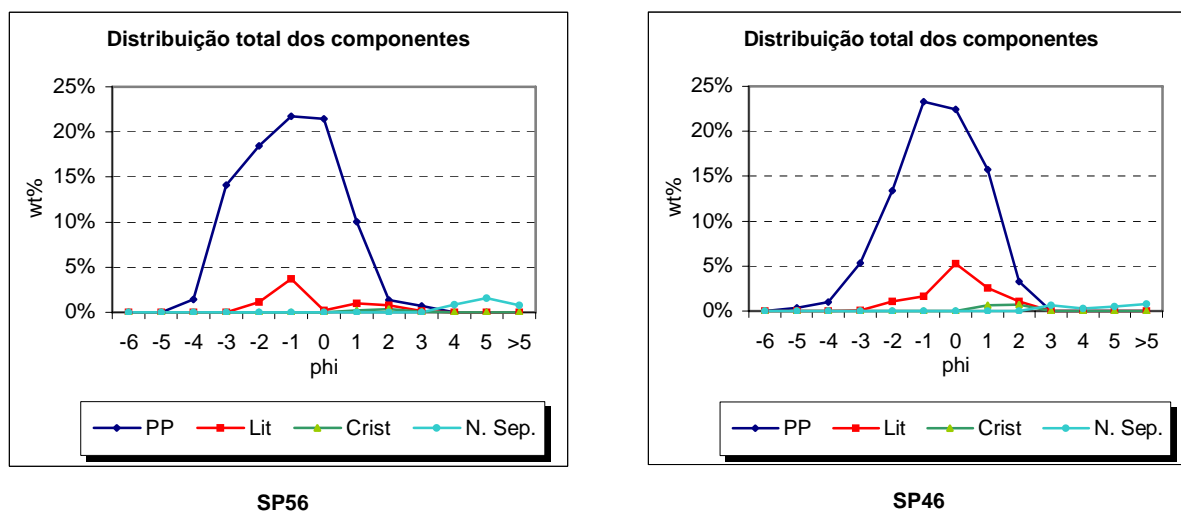 Distribuição total dos componentes
25%
20%
15%
10%
5%
0%
wt%
-6 -5 -4 -3 -2 -1 0 1 2 3 4 5 >5
phi
PP Lit Crist N. Sep.
SP56
Distribuição total dos componentes
25%
20%
15%
10%
5%
0%
wt%
-6 -5 -4 -3 -2 -1 0 1 2 3 4 5 >5
phi
PP Lit Crist N. Sep.
SP46